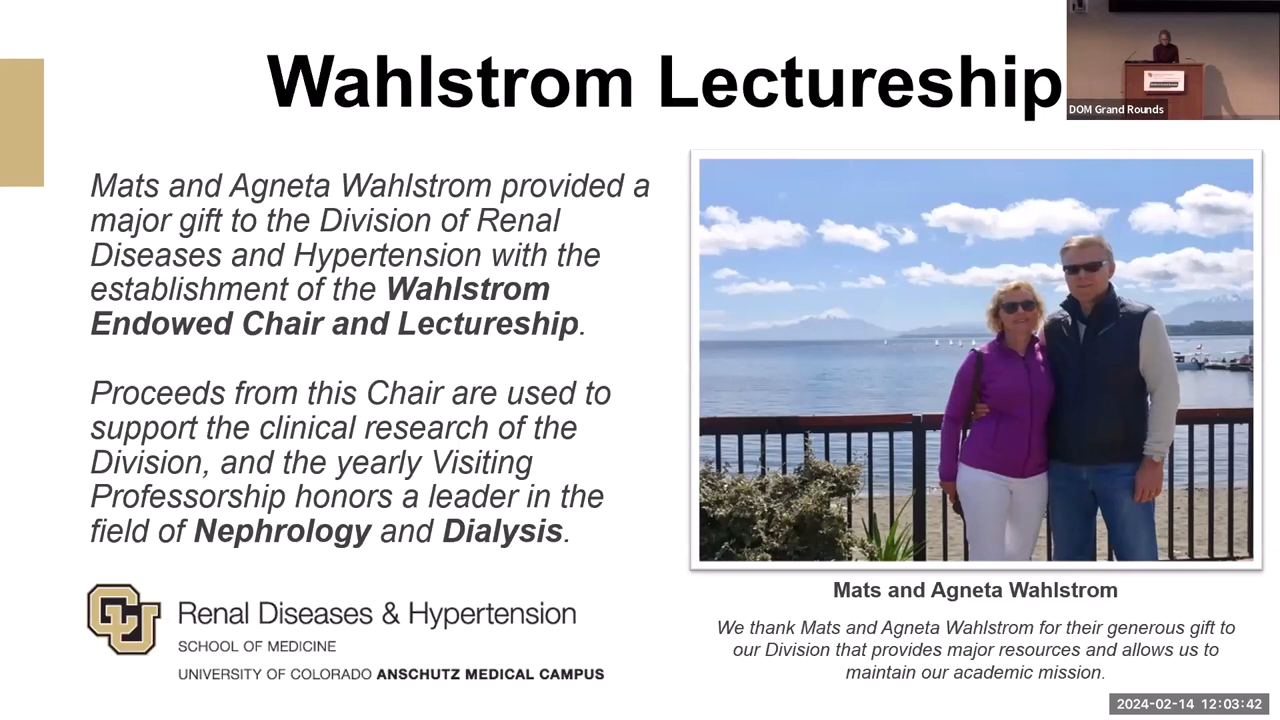 Wahlstrom Lectureship
DOM Grand Rounds
Mats and Agneta Wahlstrom provided a
major gift to the Division of Renal
Diseases and Hypertension with the
establishment of the Wahlstrom
Endowed Chair and Lectureship.
Proceeds from this Chair are used to
support the clinical research of the
Division, and the yearly Visiting
Professorship honors a leader in the
field of Nephrology and Dialysis.
CU
Renal Diseases & Hypertension
SCHOOL OF MEDICINE
UNIVERSITY OF COLORADO ANSCHUTZ MEDICAL CAMPUS
Mats and Agneta Wahlstrom
We thank Mats and Agneta Wahlstrom for their generous gift to
our Division that provides major resources and allows us to
maintain our academic mission.
2024-02-14 12:03:42